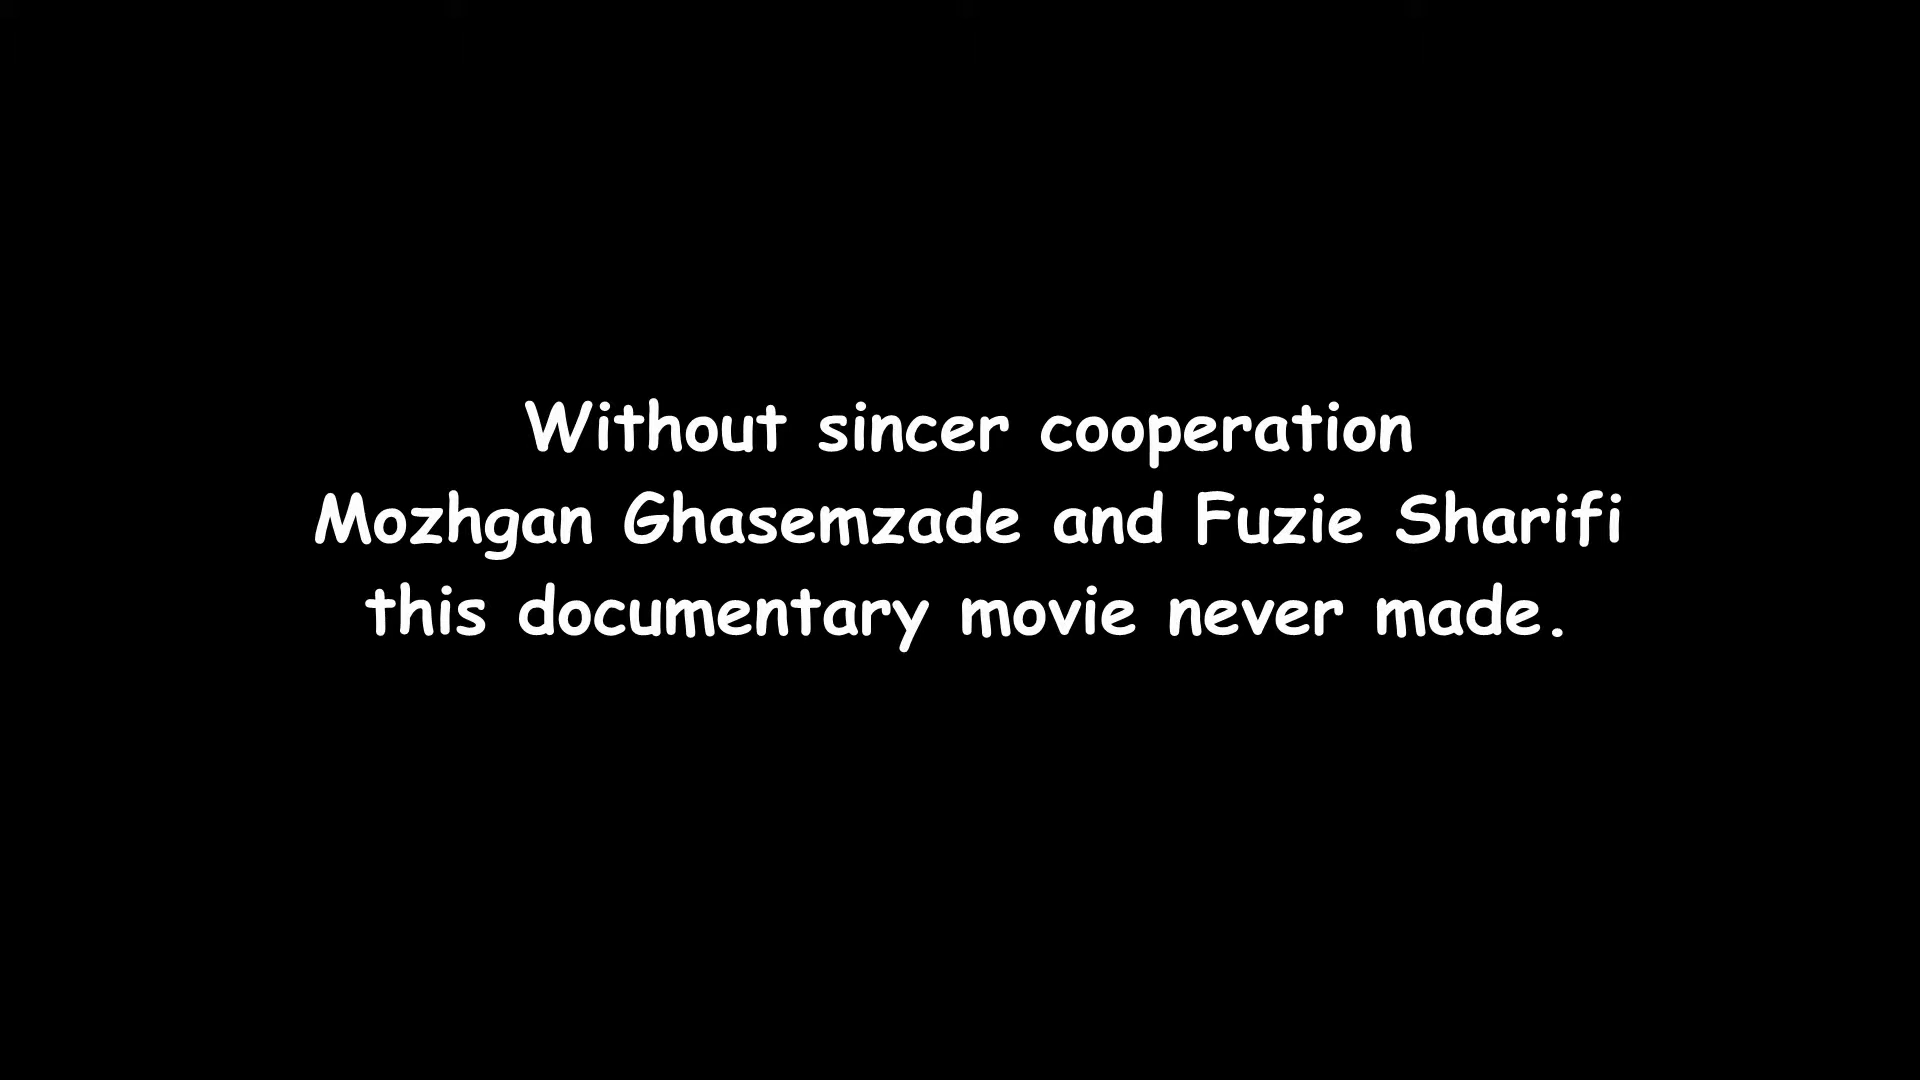 Without sincer cooperation
Mozhgan Ghasemzade and Fuzie Sharifi
this documentary movie never made.